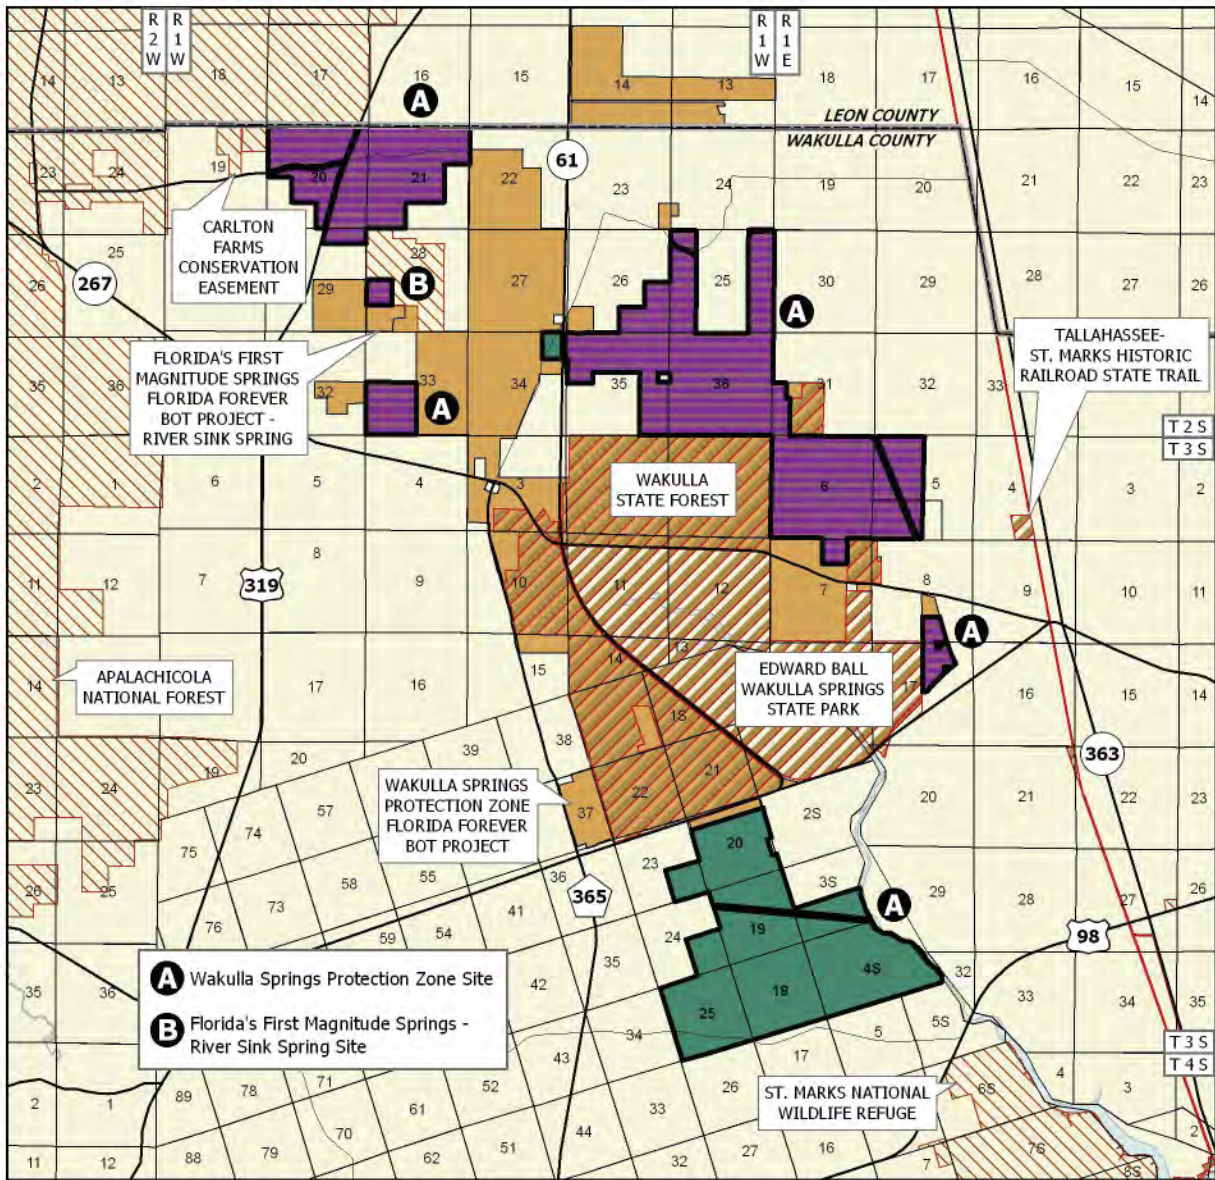 R R
2 1
W W
R R
1 1
W E
14 13 18 17 16 15 14 13 18 17 16 15 14
A
LEON COUNTY
WAKULLA COUNTY
61
23 24 19 20 21 22 23 24 19 20 21 22 23
CARLTON
FARMS
CONSERVATION
EASEMENT
25 28
26 267 29 B 27 26 25 30 29 28 27 26
A
FLORIDA'S FIRST
MAGNITUDE SPRINGS
FLORIDA FOREVER
BOT PROJECT -
RIVER SINK SPRING
TALLAHASSEE-
ST. MARKS HISTORIC
RAILROAD STATE TRAIL
35 36 32 33 34 35 36 31 32 33
A
T 2 S
T 3 S
2 1 6 5 4 3 6 5 4 3 2
WAKULLA
STATE FOREST
11 12 7 8 9 10 11 12 7 8 9 10 11
319
A
14 17 16 15 14 13 17 16 15 14
APALACHICOLA
NATIONAL FOREST
EDWARD BALL
WAKULLA SPRINGS
STATE PARK
1S
23 24 19 20 39 38 22 21 20 21 22 23
363
WAKULLA SPRINGS
PROTECTION ZONE
FLORIDA FOREVER
BOT PROJECT
57 37
75 74 2S
26 25 58 55 36 23 20 3S 29 28 27 26
76 73 41 365 A
59 54 24 19 98
35 36 42 35 25 18 4S 32 33 34 35
A Wakulla Springs Protection Zone Site
B Florida's First Magnitude Springs -
River Sink Spring Site
43 34 17 5 5S
T 3 S
T 4 S
2 1 89 78 71 52 26 6S 4 3
61 33
ST. MARKS NATIONAL
WILDLIFE REFUGE
70 44 2
11 12 88 79 62 51 32 27 16 7 7S 8S